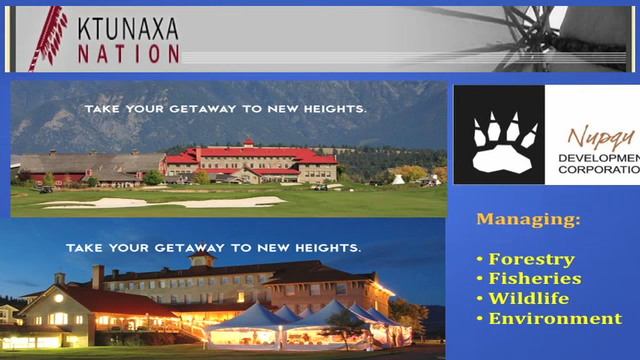 KTUNAXA
NATION
TAKE YOUR GETAWAY TO NEW HEIGHTS.
Nupqu
DEVELOPMEN
CORPORATIO
TAKE YOUR GETAWAY TO NEW HEIGHTS.
Managing:
• Forestry
• Fisheries
• Wildlife
• Environment